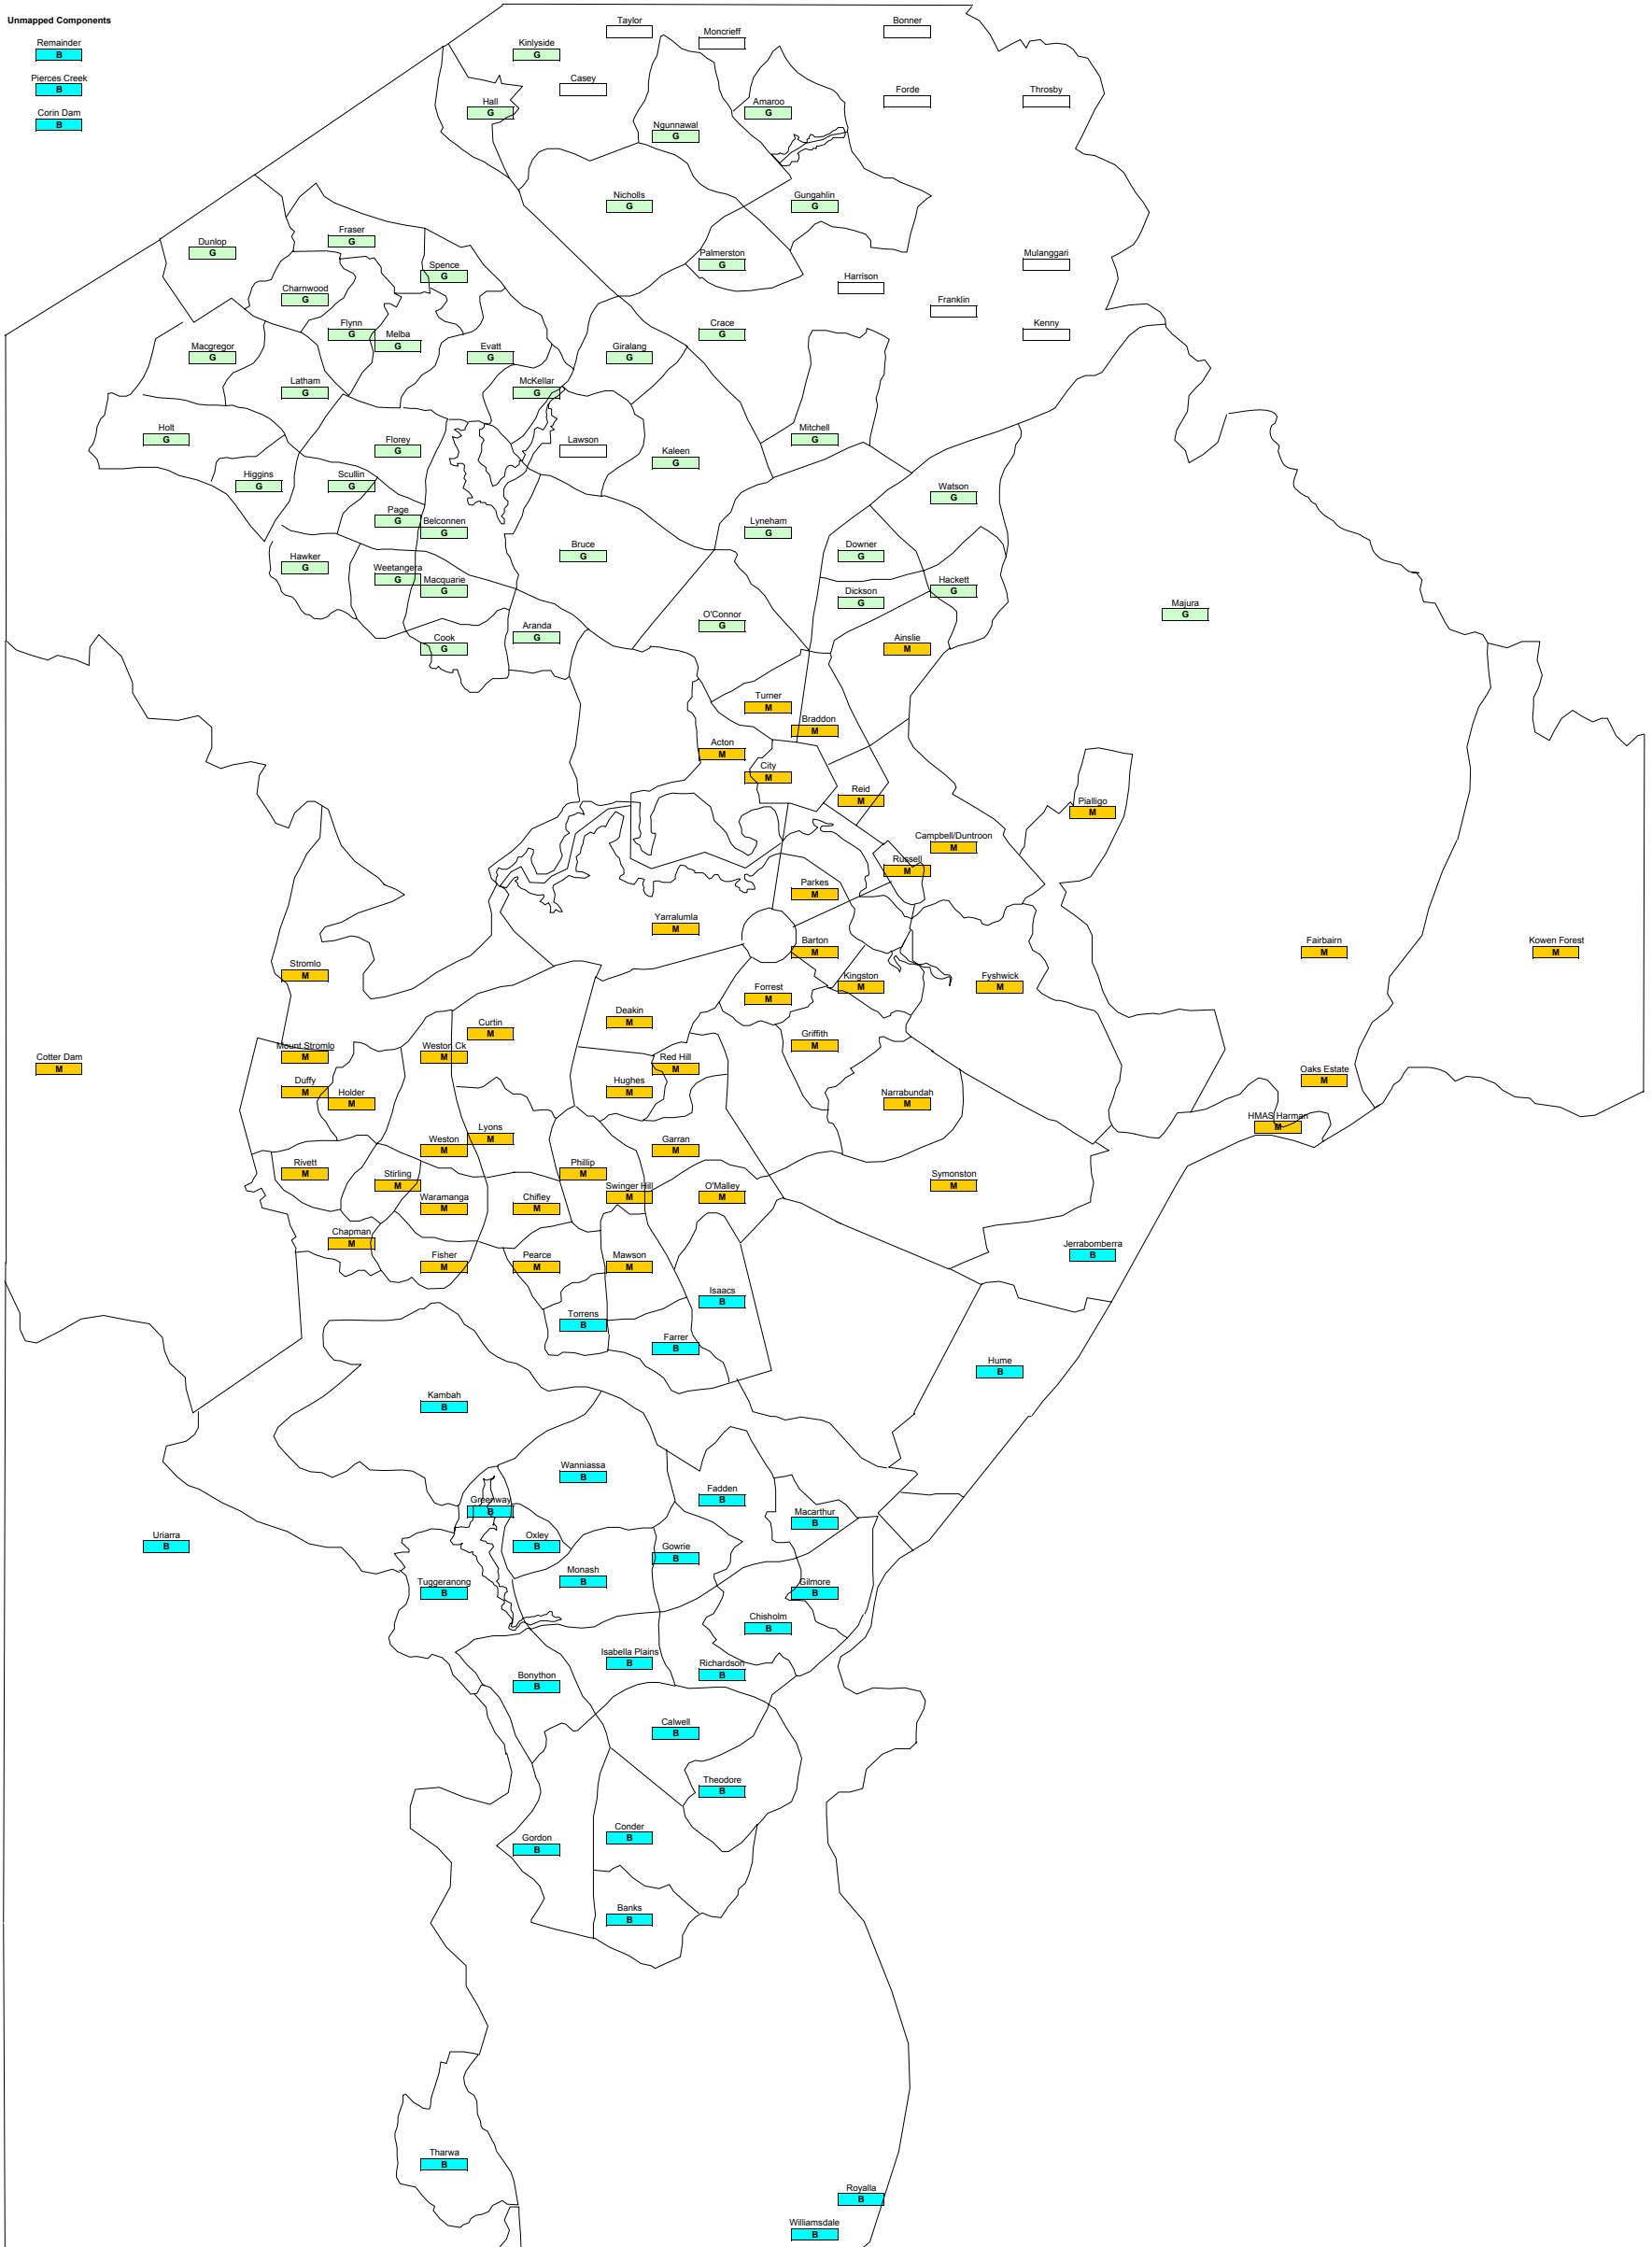 Unmapped Components
Remainder
B
Pierces Creek
B
Corin Dam
B
Taylor
Moncrieff
Bonner
Kinlyside
G
Casey
Forde
Throsby
Hall
G
Amaroo
G
Ngunnawal
G
Nicholls
G
Gungahlin
G
Dunlop
G
Fraser
G
Spence
G
Palmerston
G
Mulanggari
Harrison
Charnwood
G
Franklin
Flynn
G
Melba
G
Crace
G
Kenny
Macgregor
G
Evatt
G
Giralang
G
Latham
G
McKellar
G
Holt
G
Florey
G
Lawson
Mitchell
G
Kaleen
G
Higgins
G
Scullin
G
Watson
G
Page
G
Belconnen
G
Lyneham
G
Hawker
G
Bruce
G
Downer
G
Weetangera
G
Macquarie
G
Dickson
G
Hackett
G
Majura
G
Cook
G
Aranda
G
O'Connor
G
Ainslie
M
Turner
M
Braddon
M
Acton
M
City
M
Reid
M
Pialligo
M
Campbell/Duntroon
M
Russell
M
Parkes
M
Yarralumla
M
Barton
M
Fairbairn
M
Kowen Forest
M
Stromlo
M
Forrest
M
Kingston
M
Fyshwick
M
Curtin
M
Deakin
M
Griffith
M
Cotter Dam
M
Mount Stromlo
M
Weston Ck
M
Red Hill
M
Oaks Estate
M
Duffy
M
Holder
M
Hughes
M
Narrabundah
M
HMAS Harman
M
Weston
M
Lyons
M
Garran
M
Rivett
M
Stirling
M
Phillip
M
Swinger Hill
M
O'Malley
M
Symonston
M
Waramanga
M
Chifley
M
Chapman
M
Jerrabomberra
B
Fisher
M
Pearce
M
Mawson
M
Isaacs
B
Torrens
B
Farrer
B
Hume
B
Kambah
B
Wanniassa
B
Fadden
B
Greenway
B
Macarthur
B
Uriarra
B
Oxley
B
Gowrie
B
Tuggeranong
B
Monash
B
Gilmore
B
Chisholm
B
Isabella Plains
B
Richardson
B
Bonython
B
Calwell
B
Theodore
B
Gordon
B
Conder
B
Banks
B
Tharwa
B
Royalla
B
Williamsdale
B